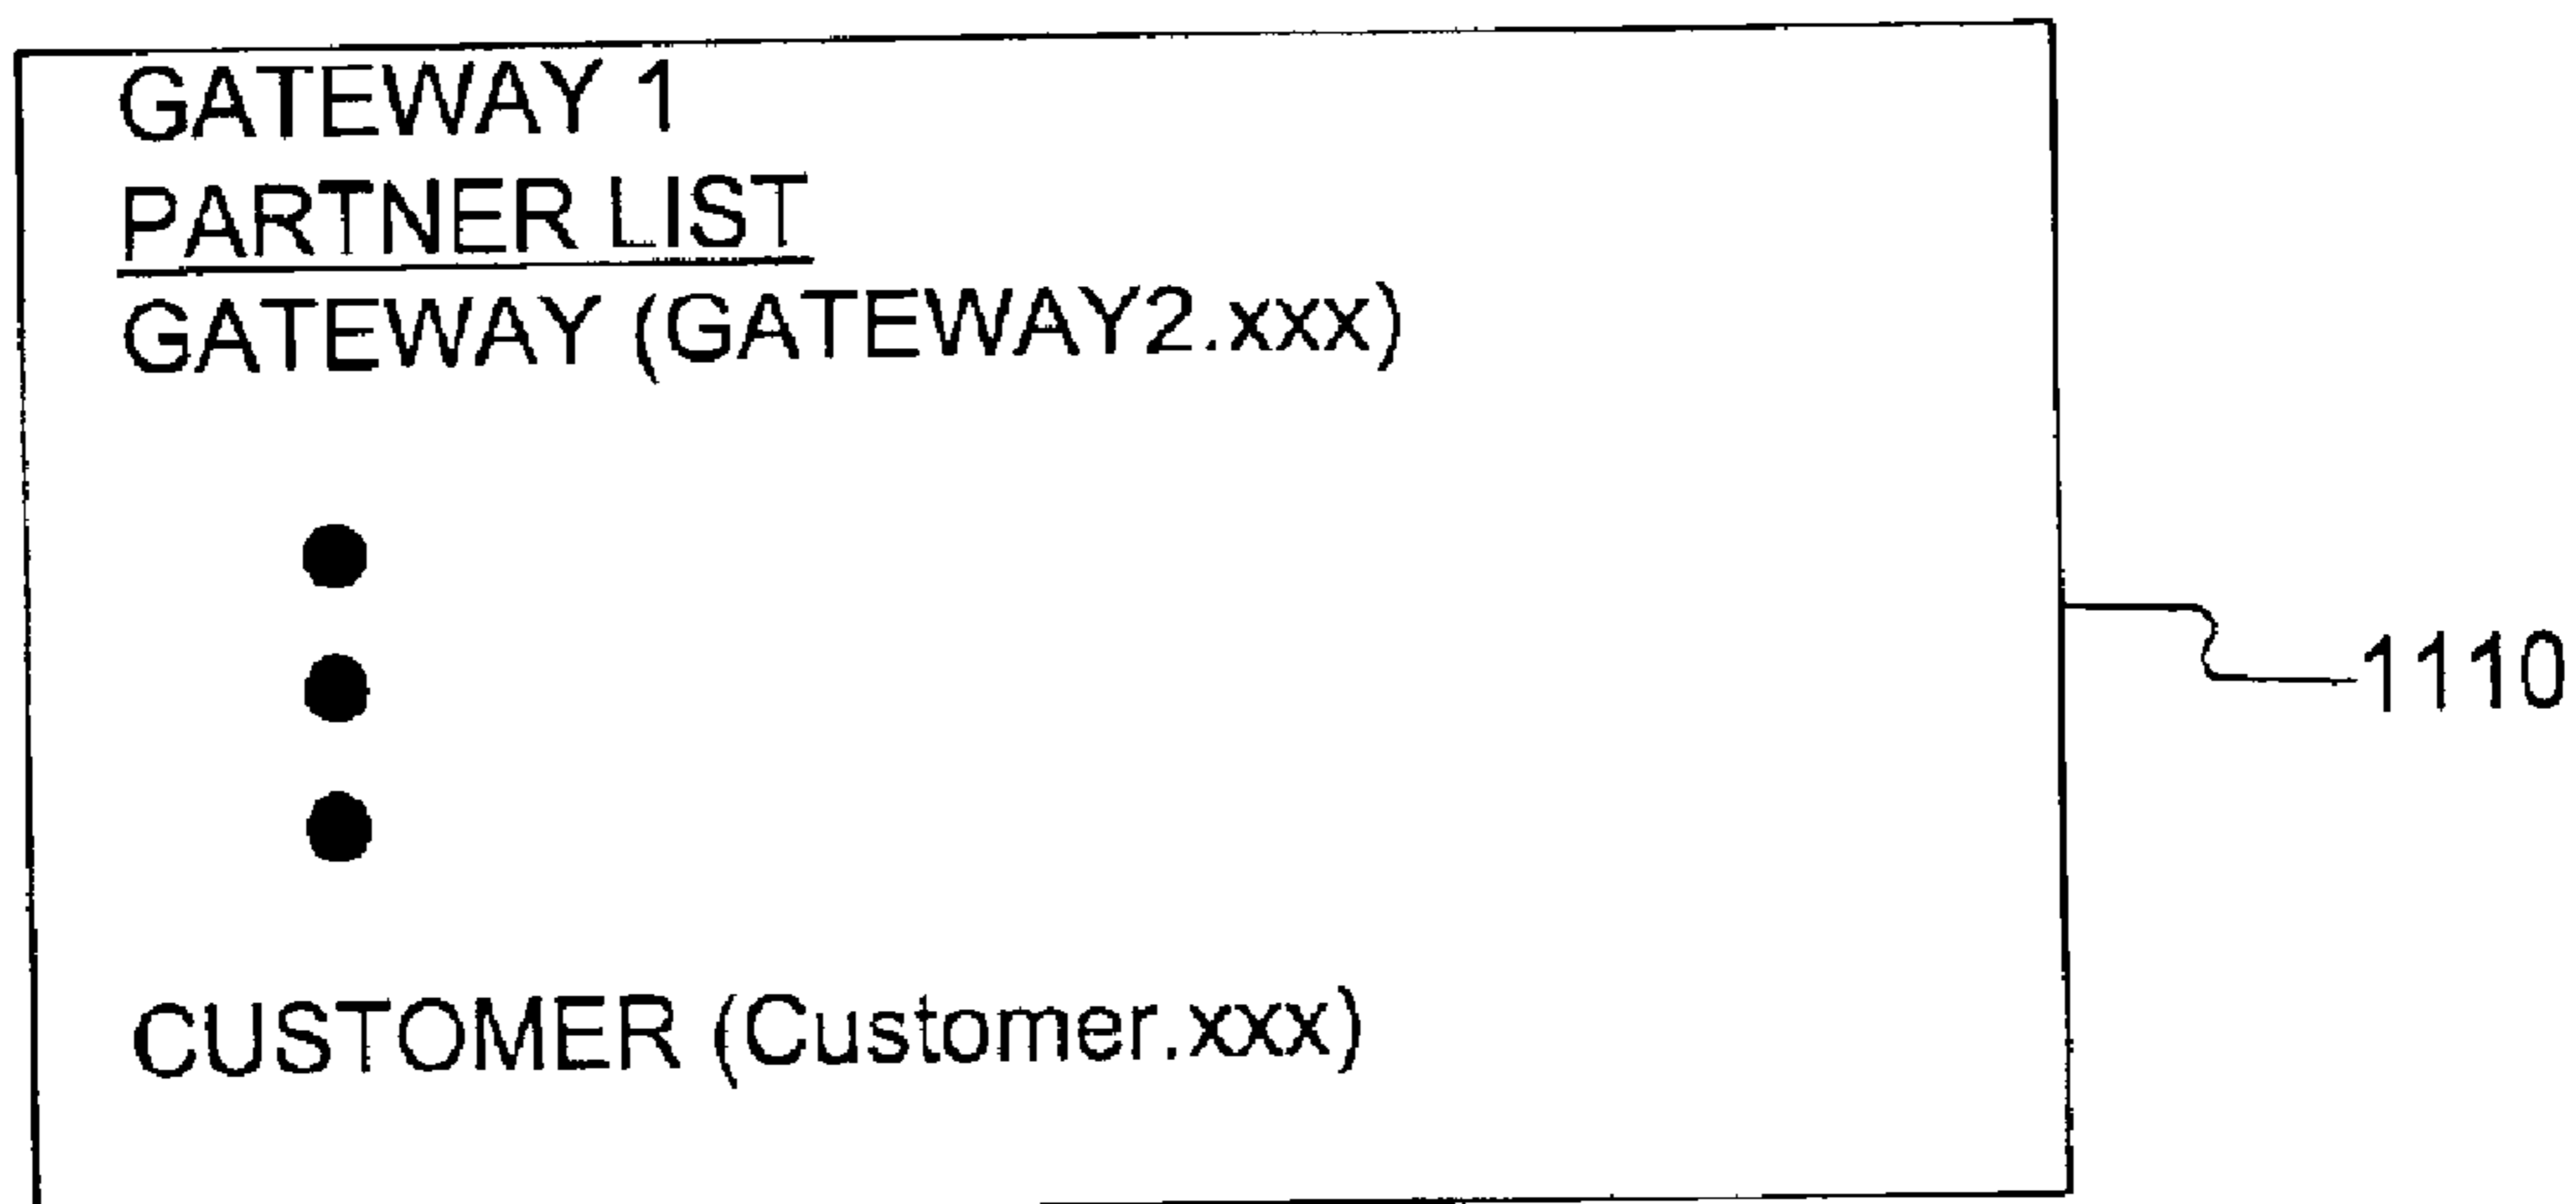 GATEWAY 1
PARTNER LIST
GATEWAY (GATEWAY2.xxx)
1110
CUSTOMER (Customer.xxx)